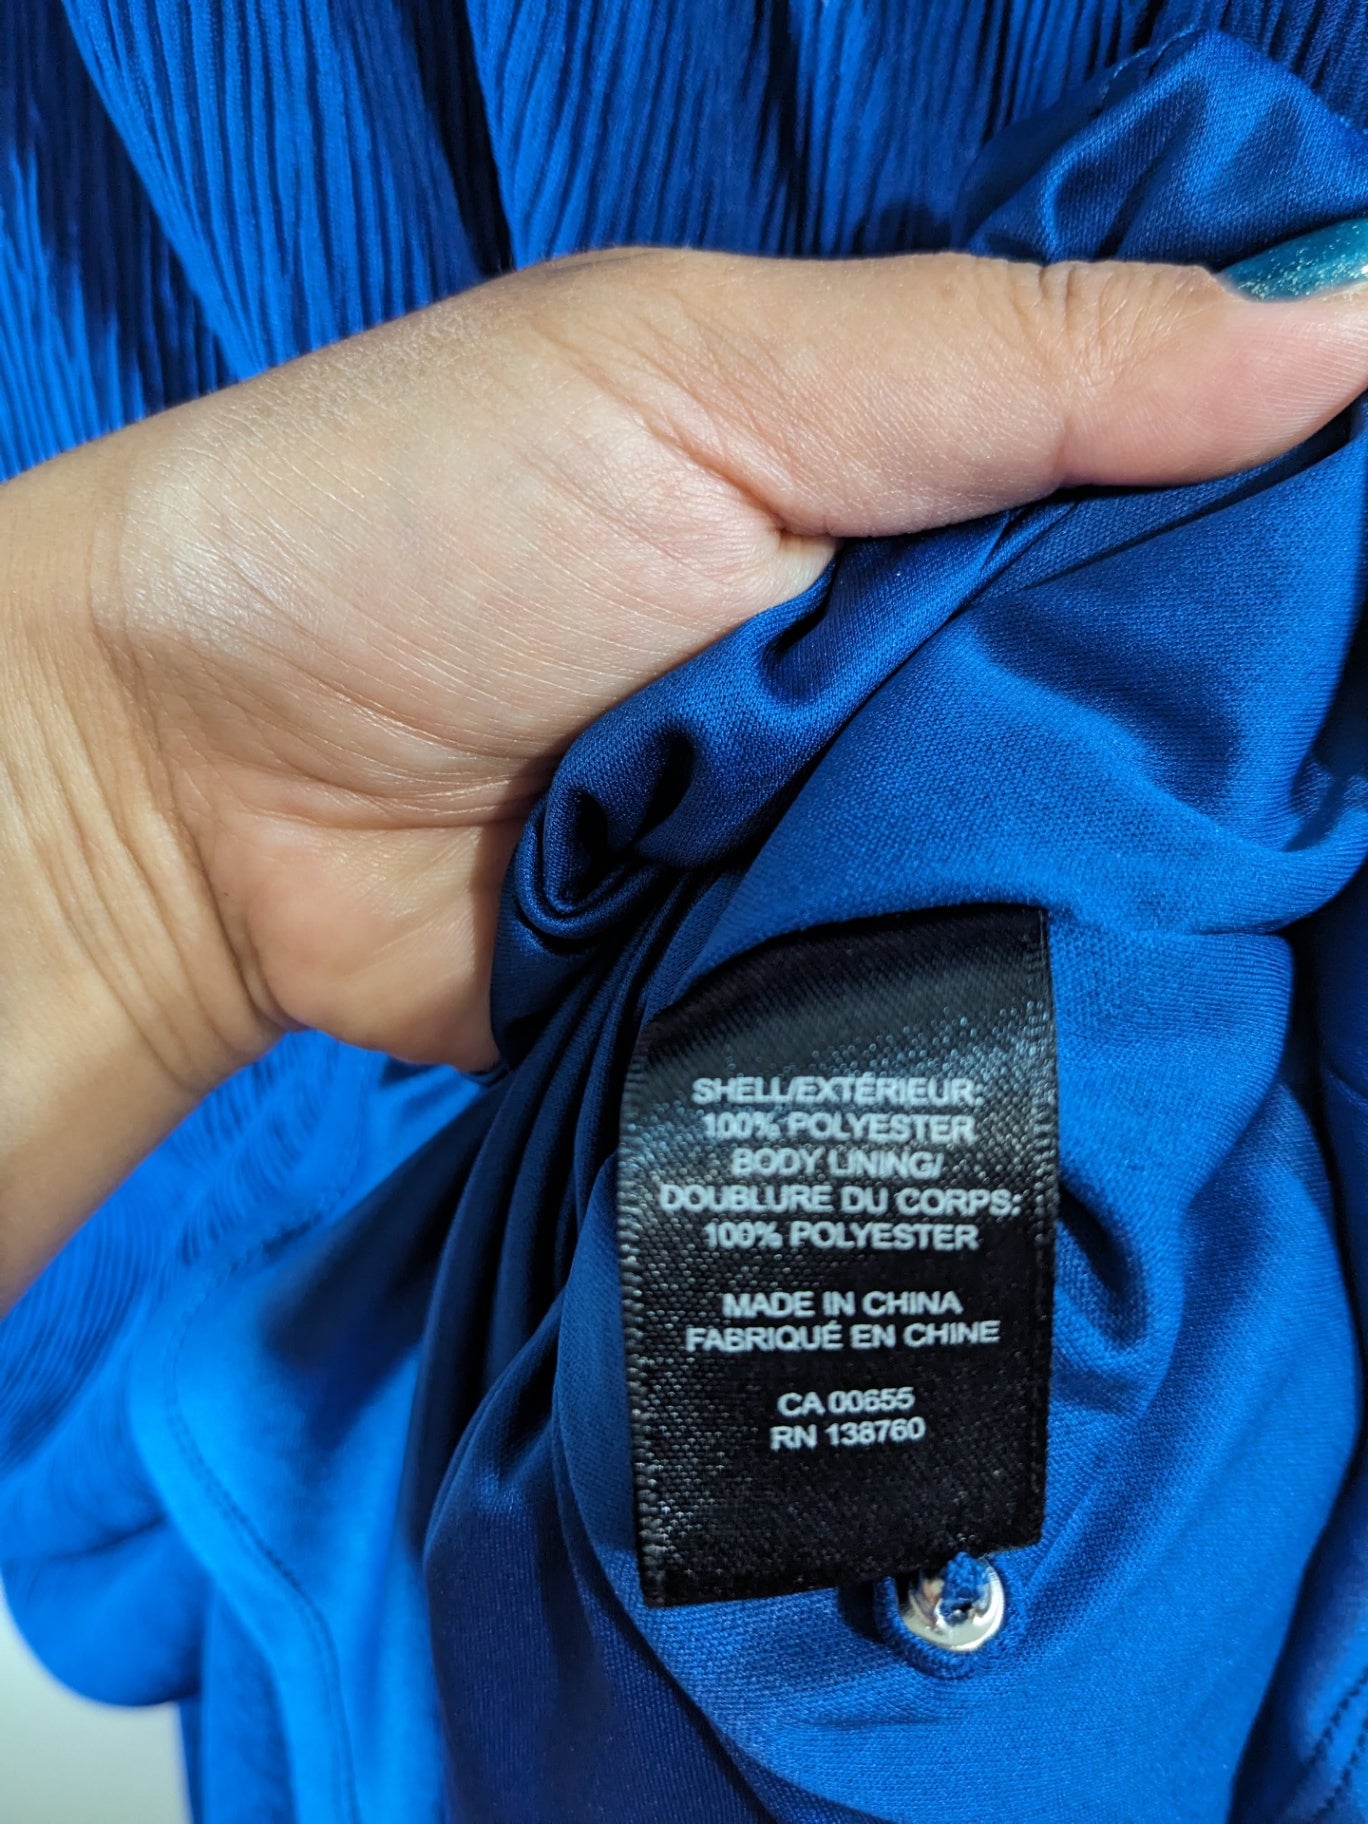 SHELL/EXTÉRIEUR:
100% POLYESTER
BODY LINING/
DOUBLURE DU CORPS:
100% POLYESTER
MADE IN CHINA
FABRIQUÉ EN CHINE
CA 00655
RN 138760